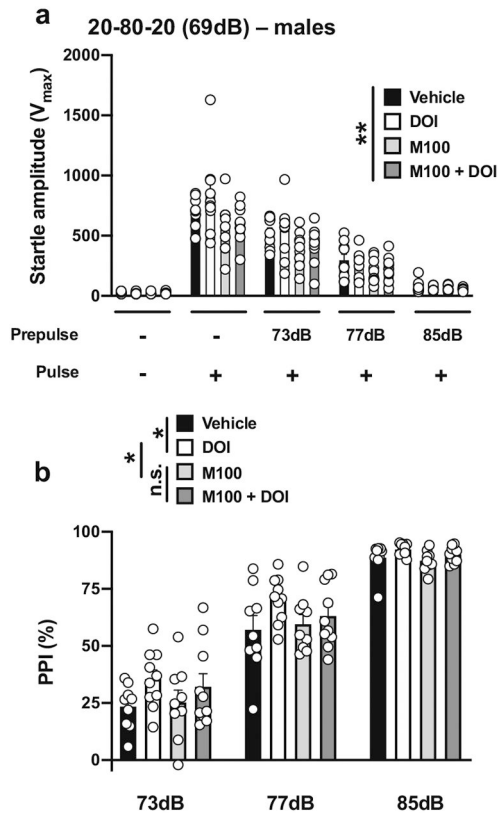 a
20-80-20 (69dB) – males
Startle amplitude (Vmax)
2000
1500
1000
500
0
**
Vehicle
DOI
M100
M100 + DOI
Prepulse - - 73dB 77dB 85dB
Pulse - + + + +
b
*
*
n.s.
Vehicle
DOI
M100
M100 + DOI
PPI (%)
100
75
50
25
0
73dB 77dB 85dB